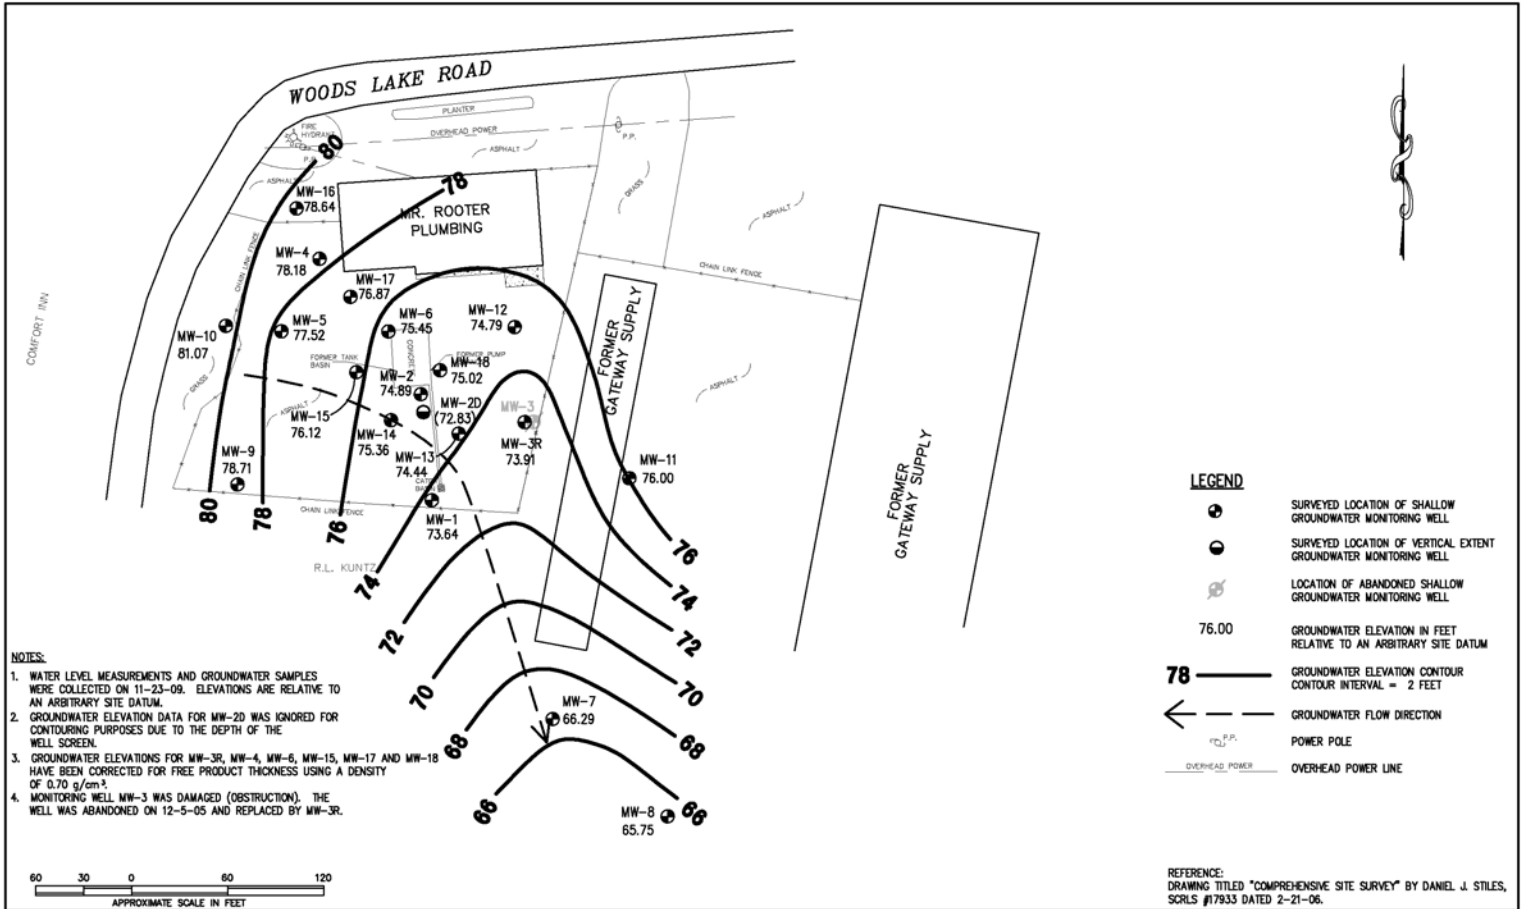 WOODS LAKE ROAD
PLANTER
FIRE
HYDRANT
OVERHEAD POWER
P.P.
P.P.
80
ASPHALT
ASPHALT
MW-16
78.64
78
GRASS
ASPHALT
MR. ROOTER
PLUMBING
CHAIN LINK FENCE
MW-4
78.18
CHAIN LINK FENCE
MW-17
76.87
COMFORT INN
MW-10
81.07
MW-5
77.52
MW-6
75.45
MW-12
74.79
FORMER
GATEWAY SUPPLY
FORMER TANK
BASIN
FORMER PUMP
MW-18
75.02
GRASS
ASPHALT
ASPHALT
MW-2
74.89
MW-2D
(72.83)
MW-3
MW-15
76.12
MW-14
75.36
MW-13
74.44
MW-3R
73.91
MW-9
78.71
MW-11
76.00
FORMER
GATEWAY SUPPLY
80
78
76
CHAIN LINK FENCE
MW-1
73.64
R.L. KUNTZ
76
74
74
72
72
70
70
MW-7
66.29
68
68
66
66
MW-8
65.75
LEGEND
SURVEYED LOCATION OF SHALLOW
GROUNDWATER MONITORING WELL
SURVEYED LOCATION OF VERTICAL EXTENT
GROUNDWATER MONITORING WELL
LOCATION OF ABANDONED SHALLOW
GROUNDWATER MONITORING WELL
76.00 GROUNDWATER ELEVATION IN FEET
RELATIVE TO AN ARBITRARY SITE DATUM
78 GROUNDWATER ELEVATION CONTOUR
CONTOUR INTERVAL = 2 FEET
GROUNDWATER FLOW DIRECTION
P.P. POWER POLE
OVERHEAD POWER OVERHEAD POWER LINE
NOTES:
1. WATER LEVEL MEASUREMENTS AND GROUNDWATER SAMPLES
WERE COLLECTED ON 11-23-09. ELEVATIONS ARE RELATIVE TO
AN ARBITRARY SITE DATUM.
2. GROUNDWATER ELEVATION DATA FOR MW-2D WAS IGNORED FOR
CONTOURING PURPOSES DUE TO THE DEPTH OF THE
WELL SCREEN.
3. GROUNDWATER ELEVATIONS FOR MW-3R, MW-4, MW-6, MW-15, MW-17 AND MW-18
HAVE BEEN CORRECTED FOR FREE PRODUCT THICKNESS USING A DENSITY
OF 0.70 g/cm³.
4. MONITORING WELL MW-3 WAS DAMAGED (OBSTRUCTION). THE
WELL WAS ABANDONED ON 12-5-05 AND REPLACED BY MW-3R.
60 30 0 60 120
APPROXIMATE SCALE IN FEET
REFERENCE:
DRAWING TITLED "COMPREHENSIVE SITE SURVEY" BY DANIEL J. STILES,
SCRLS #17933 DATED 2-21-06.